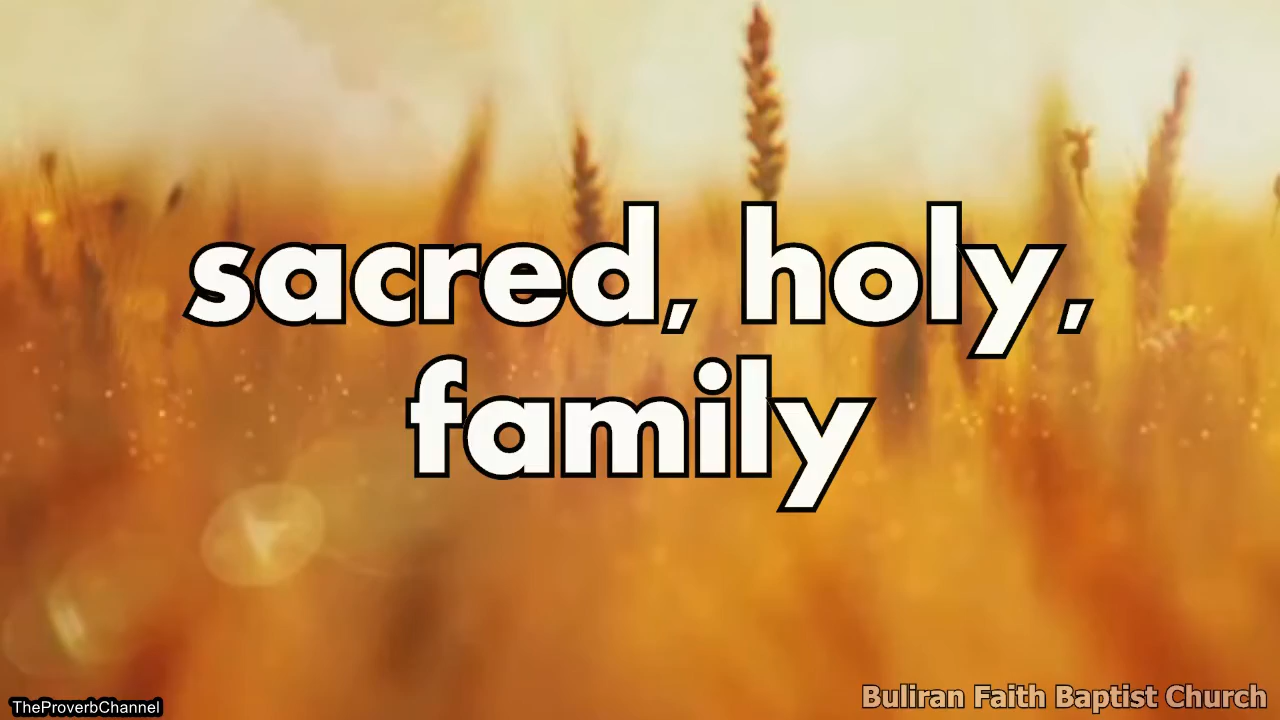 sacred, holy,
family
TheProverbChannel
Buliran Faith Baptist Church